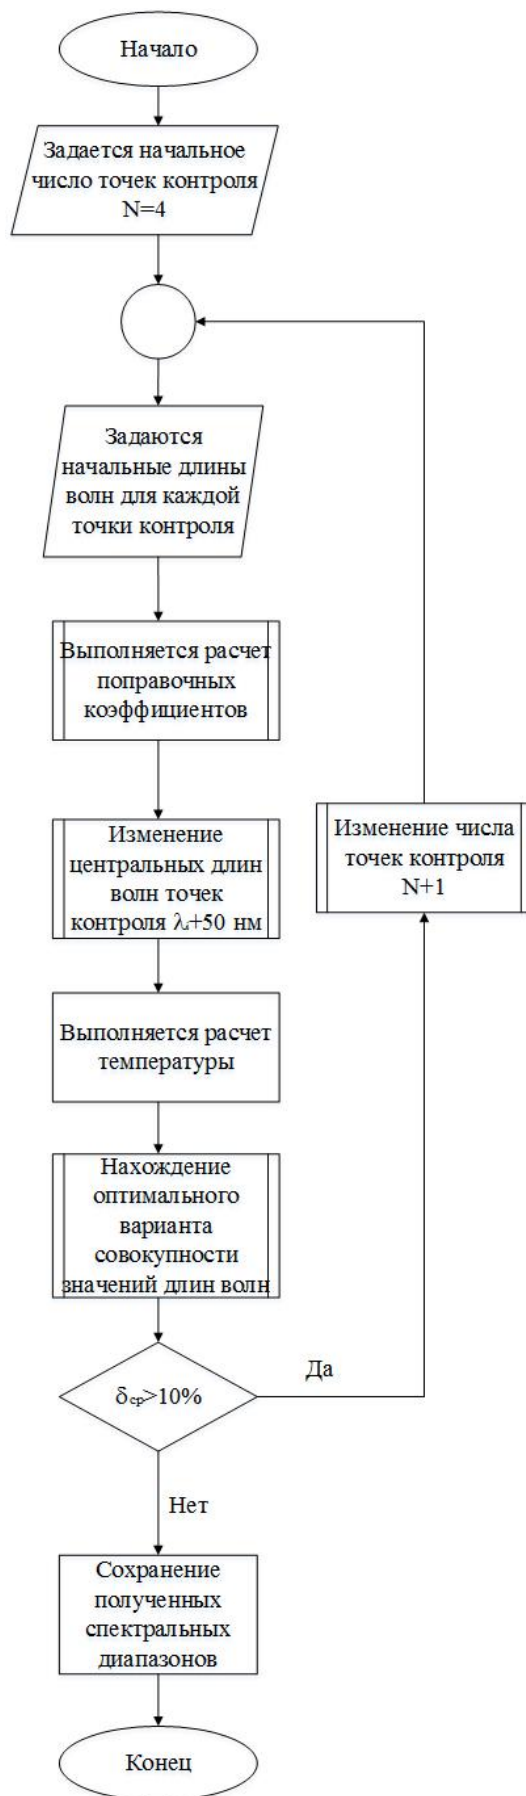 Начало
Задается начальное
число точек контроля
N=4
Задаются
начальные длины
волн для каждой
точки контроля
Выполняется расчет
поправочных
коэффициентов
Изменение
центральных длин
волн точек
контроля λᵢ+50 nm
Изменение числа
точек контроля
N+1
Выполняется расчет
температуры
Нахождение
оптимального
варианта
совокупности
значений длин волн
δср>10%
Да
Нет
Сохранение
полученных
спектральных
диапазонов
Конец